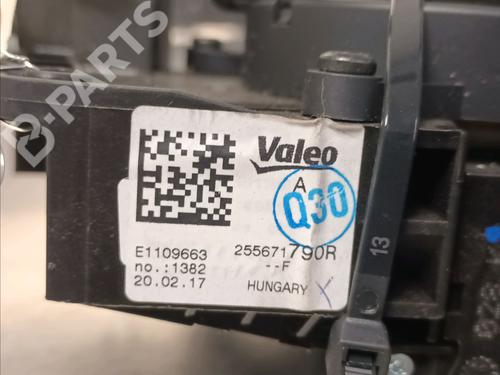 B-PARTS
Valeo
A
Q30
E1109663
255671790R
no.:1382
--F
20.02.17
HUNGARY
13